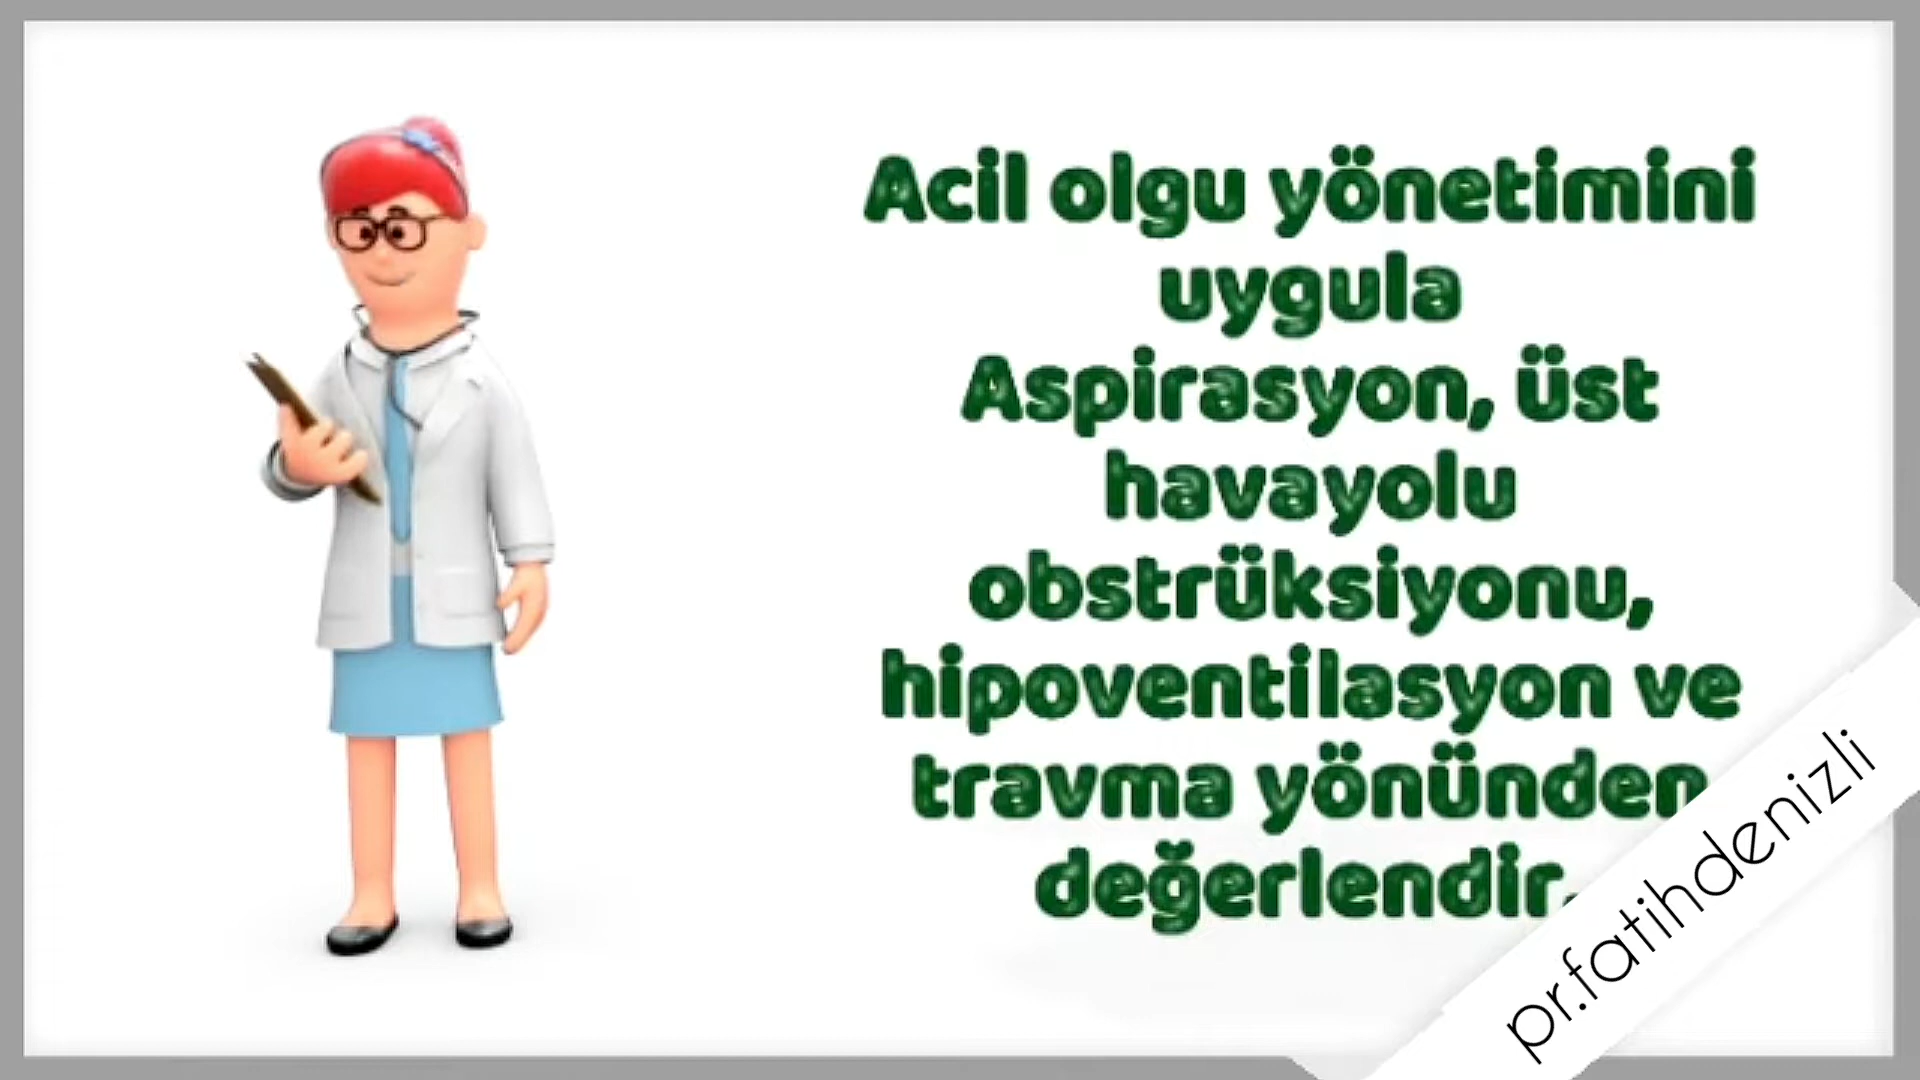 Acil olgu yönetimini
uygula
Aspirasyon, üst
havayolu
obstrüksiyonu,
hipoventilasyon ve
travma yönünden
değerlendir.
pr.fatihdenizli